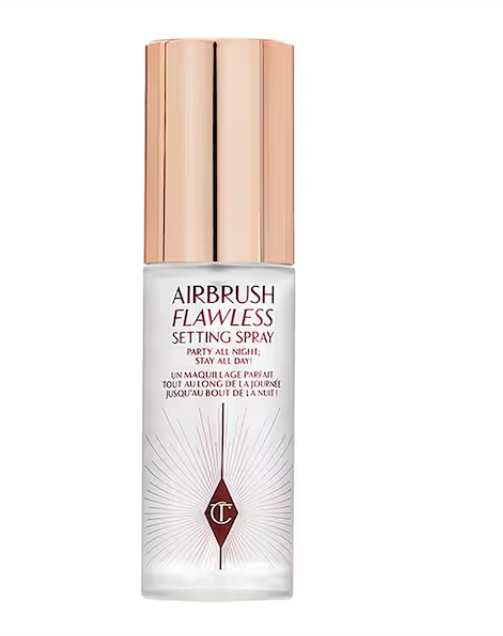 AIRBRUSH
FLAWLESS
SETTING SPRAY
PARTY ALL NIGHT;
STAY ALL DAY!
UN MAQUILLAGE PARFAIT
TOUT AU LONG DE LA JOURNÉE
JUSQU'AU BOUT DE LA NUIT !
CT